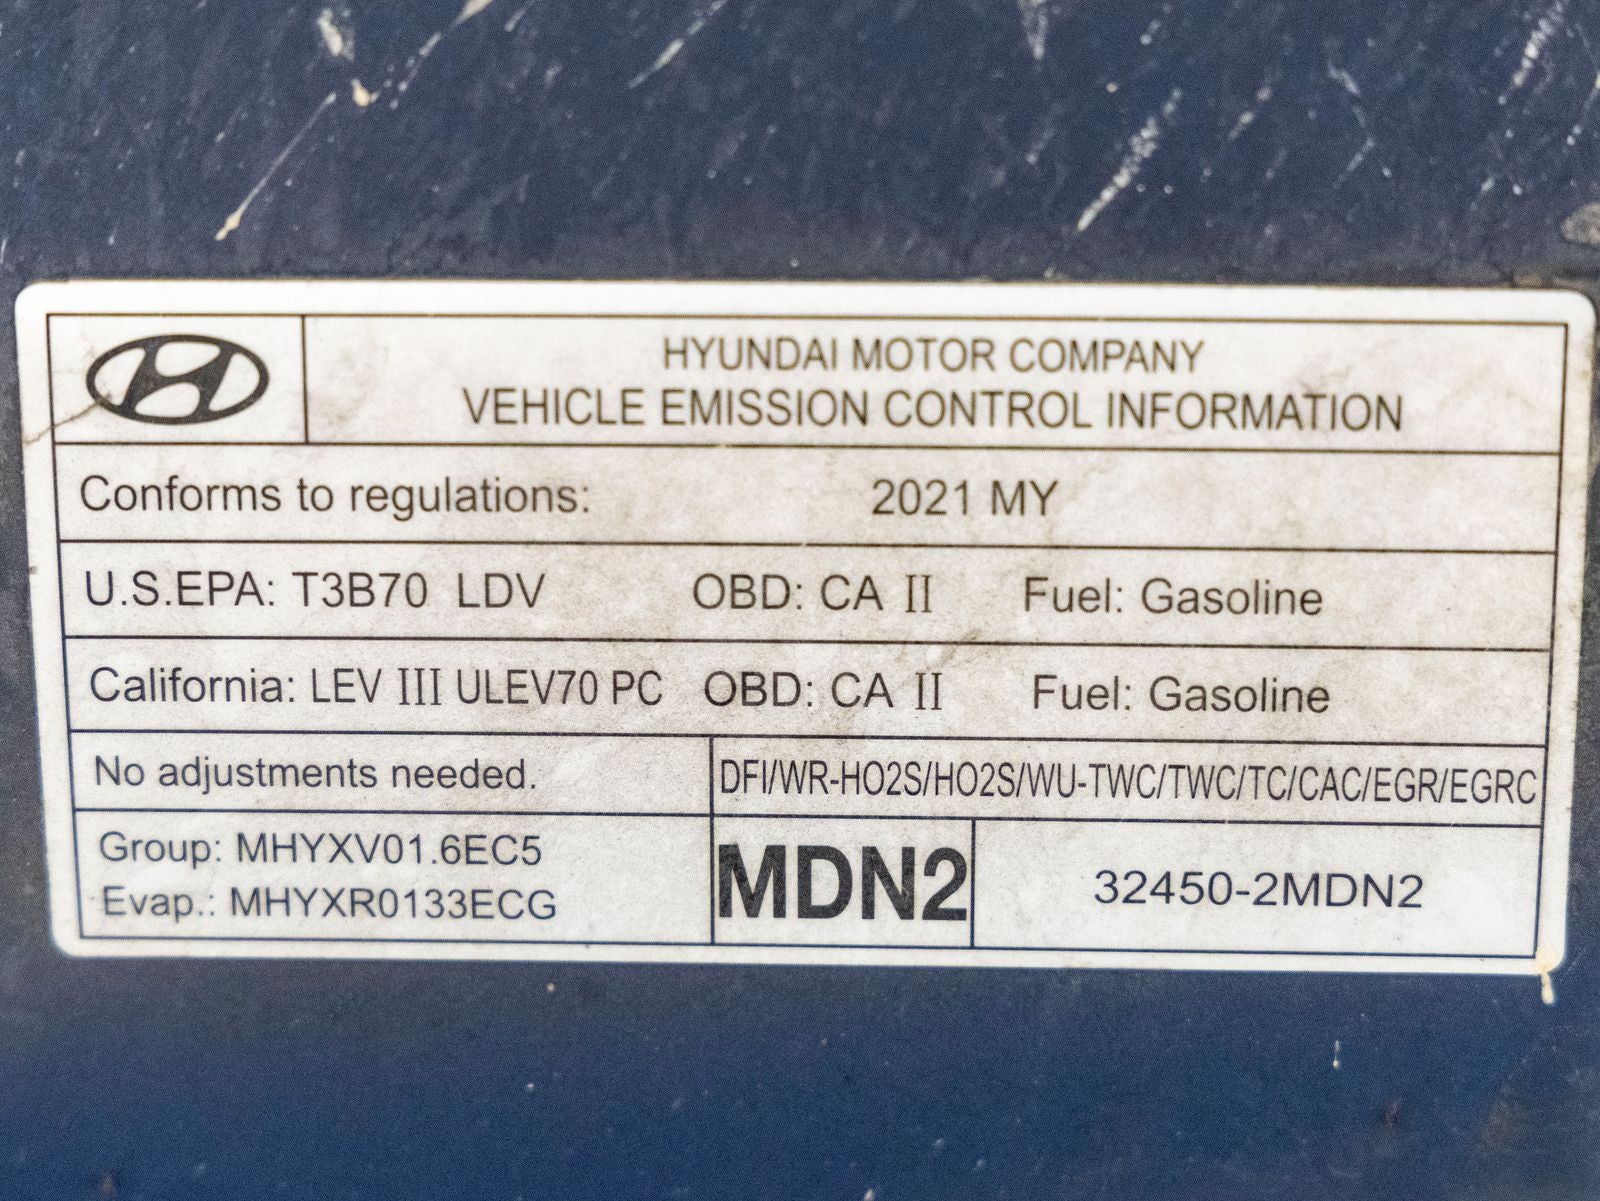 HYUNDAI MOTOR COMPANY
VEHICLE EMISSION CONTROL INFORMATION
Conforms to regulations: 2021 MY
U.S.EPA: T3B70 LDV OBD: CA II Fuel: Gasoline
California: LEV III ULEV70 PC OBD: CA II Fuel: Gasoline
No adjustments needed. DFI/WR-HO2S/HO2S/WU-TWC/TWC/TC/CAC/EGR/EGRC
Group: MHYXV01.6EC5
Evap.: MHYXR0133ECG
MDN2
32450-2MDN2